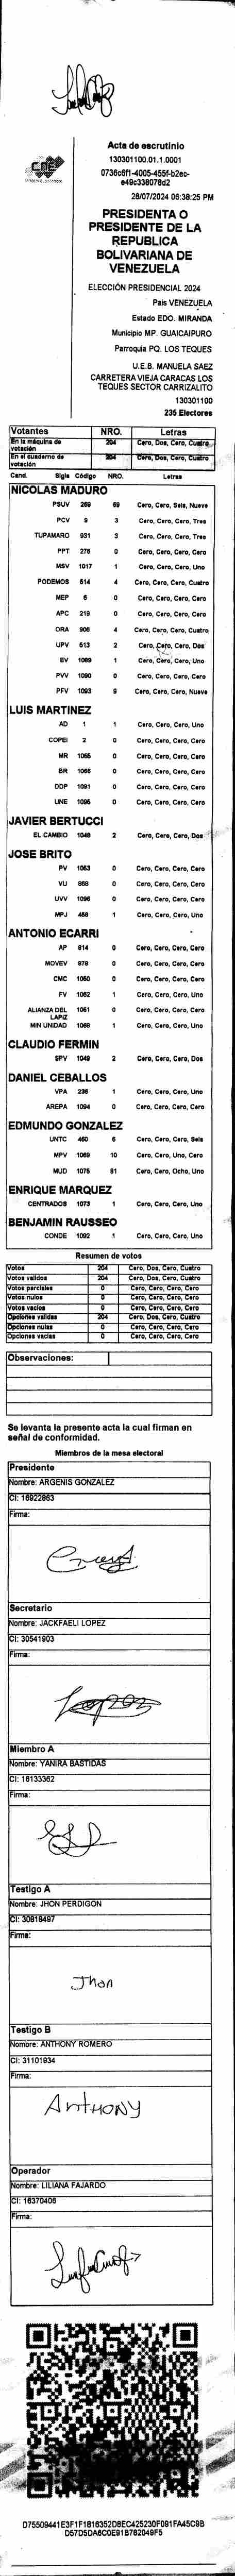 CNE
Acta de escrutinio
130301100.01.1.0001
28/07/2024 06:38:25 PM
PRESIDENTA O
PRESIDENTE DE LA
REPUBLICA
BOLIVARIANA DE
VENEZUELA
ELECCIÓN PRESIDENCIAL 2024
Pais VENEZUELA
Estado EDO. MIRANDA
Municipio MP. GUAICAIPURO
Parroquia PQ. LOS TEQUES
U.E.B. MANUELA SAEZ
CARRETERA VIEJA CARACAS LOS
TEQUES SECTOR CARRIZALITO
130301100
235 Electores
Votantes NRO. Letras
En la máquina de votación 204 Cero, Dos, Cero, Cuatro
En el cuaderno de votación 204 Cero, Dos, Cero, Cuatro
Cand. Sigla Código NRO. Letras
NICOLAS MADURO
PSUV 269 69 Cero, Cero, Seis, Nueve
PCV 9 3 Cero, Cero, Cero, Tres
TUPAMARO 931 3 Cero, Cero, Cero, Tres
PPT 276 0 Cero, Cero, Cero, Cero
MSV 1017 1 Cero, Cero, Cero, Uno
PODEMOS 514 4 Cero, Cero, Cero, Cuatro
MEP 6 0 Cero, Cero, Cero, Cero
APC 219 0 Cero, Cero, Cero, Cero
ORA 906 4 Cero, Cero, Cero, Cuatro
UPV 513 2 Cero, Cero, Cero, Dos
EV 1089 1 Cero, Cero, Cero, Uno
PVV 1090 0 Cero, Cero, Cero, Cero
PFV 1093 9 Cero, Cero, Cero, Nueve
LUIS MARTINEZ
AD 1 1 Cero, Cero, Cero, Uno
COPEI 2 0 Cero, Cero, Cero, Cero
MR 1065 0 Cero, Cero, Cero, Cero
BR 1066 0 Cero, Cero, Cero, Cero
DDP 1091 0 Cero, Cero, Cero, Cero
UNE 1095 0 Cero, Cero, Cero, Cero
JAVIER BERTUCCI
EL CAMBIO 1046 2 Cero, Cero, Cero, Dos
JOSE BRITO
PV 1053 0 Cero, Cero, Cero, Cero
VU 868 0 Cero, Cero, Cero, Cero
UVV 1096 0 Cero, Cero, Cero, Cero
MPJ 458 1 Cero, Cero, Cero, Uno
ANTONIO ECARRI
AP 814 0 Cero, Cero, Cero, Cero
MOVEV 978 0 Cero, Cero, Cero, Cero
CMC 1050 0 Cero, Cero, Cero, Cero
FV 1062 1 Cero, Cero, Cero, Uno
ALIANZA DEL LAPIZ 1061 0 Cero, Cero, Cero, Cero
MIN UNIDAD 1068 1 Cero, Cero, Cero, Uno
CLAUDIO FERMIN
SPV 1049 2 Cero, Cero, Cero, Dos
DANIEL CEBALLOS
VPA 236 1 Cero, Cero, Cero, Uno
AREPA 1094 0 Cero, Cero, Cero, Cero
EDMUNDO GONZALEZ
UNTC 460 6 Cero, Cero, Cero, Seis
MPV 1069 10 Cero, Cero, Uno, Cero
MUD 1075 81 Cero, Cero, Ocho, Uno
ENRIQUE MARQUEZ
CENTRADOS 1073 1 Cero, Cero, Cero, Uno
BENJAMIN RAUSSEO
CONDE 1092 1 Cero, Cero, Cero, Uno
Resumen de votos
Votos 204 Cero, Dos, Cero, Cuatro
Votos validos 204 Cero, Dos, Cero, Cuatro
Votos parciales 0 Cero, Cero, Cero, Cero
Votos nulos 0 Cero, Cero, Cero, Cero
Votos vacios 0 Cero, Cero, Cero, Cero
Opciones validas 204 Cero, Dos, Cero, Cuatro
Opciones nulas 0 Cero, Cero, Cero, Cero
Opciones vacias 0 Cero, Cero, Cero, Cero
Observaciones:
Se levanta la presente acta la cual firman en
señal de conformidad.
Miembros de la mesa electoral
Presidente
Nombre: ARGENIS GONZALEZ
CI: 16922863
Firma:
Secretario
Nombre: JACKFAELI LOPEZ
CI: 30541903
Firma:
Miembro A
Nombre: YANIRA BASTIDAS
CI: 16133362
Firma:
Testigo A
Nombre: JHON PERDIGON
CI: 30818497
Firma:
Jhon
Testigo B
Nombre: ANTHONY ROMERO
CI: 31101934
Firma:
AntHONY
Operador
Nombre: LILIANA FAJARDO
CI: 16370406
Firma: